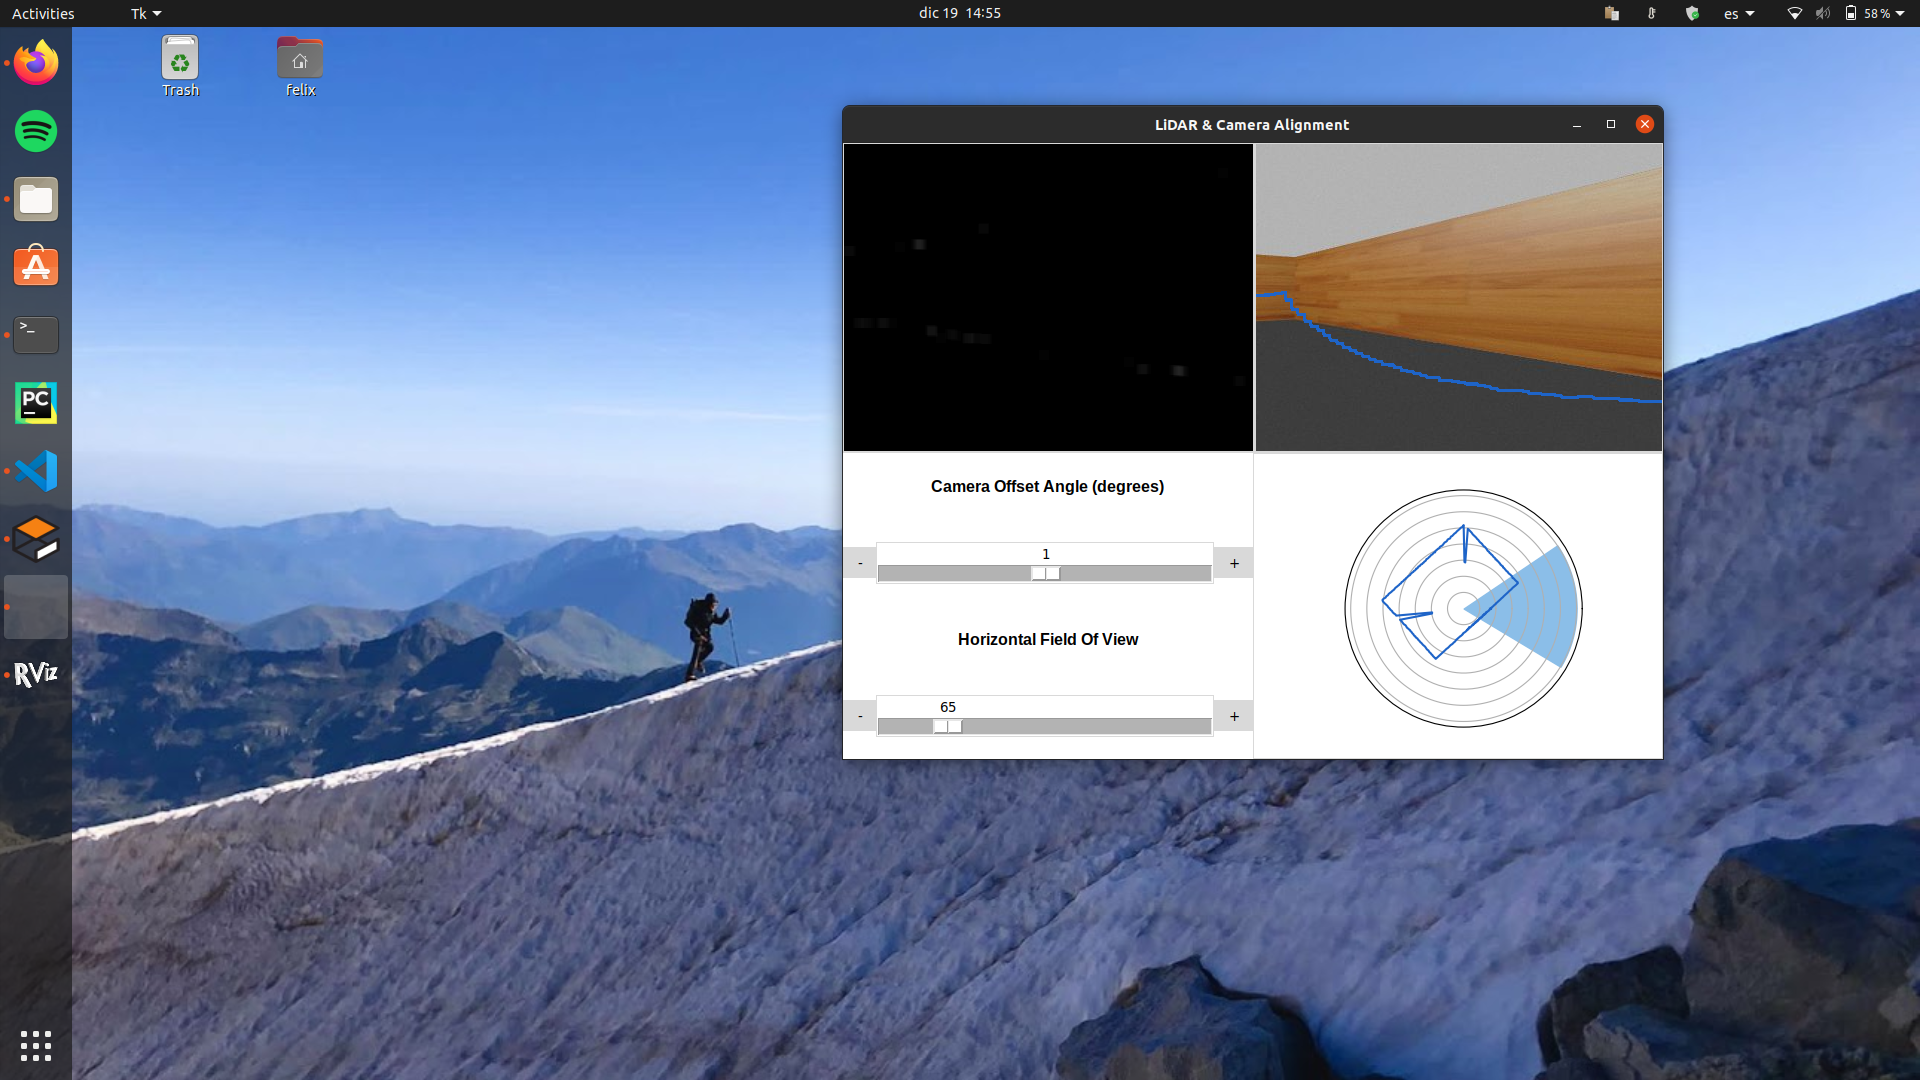 Activities
Tk
dic 19 14:55
es
58 %
Trash
felix
LiDAR & Camera Alignment
>_
PC
Camera Offset Angle (degrees)
1
-
+
Horizontal Field Of View
65
-
+
RViz